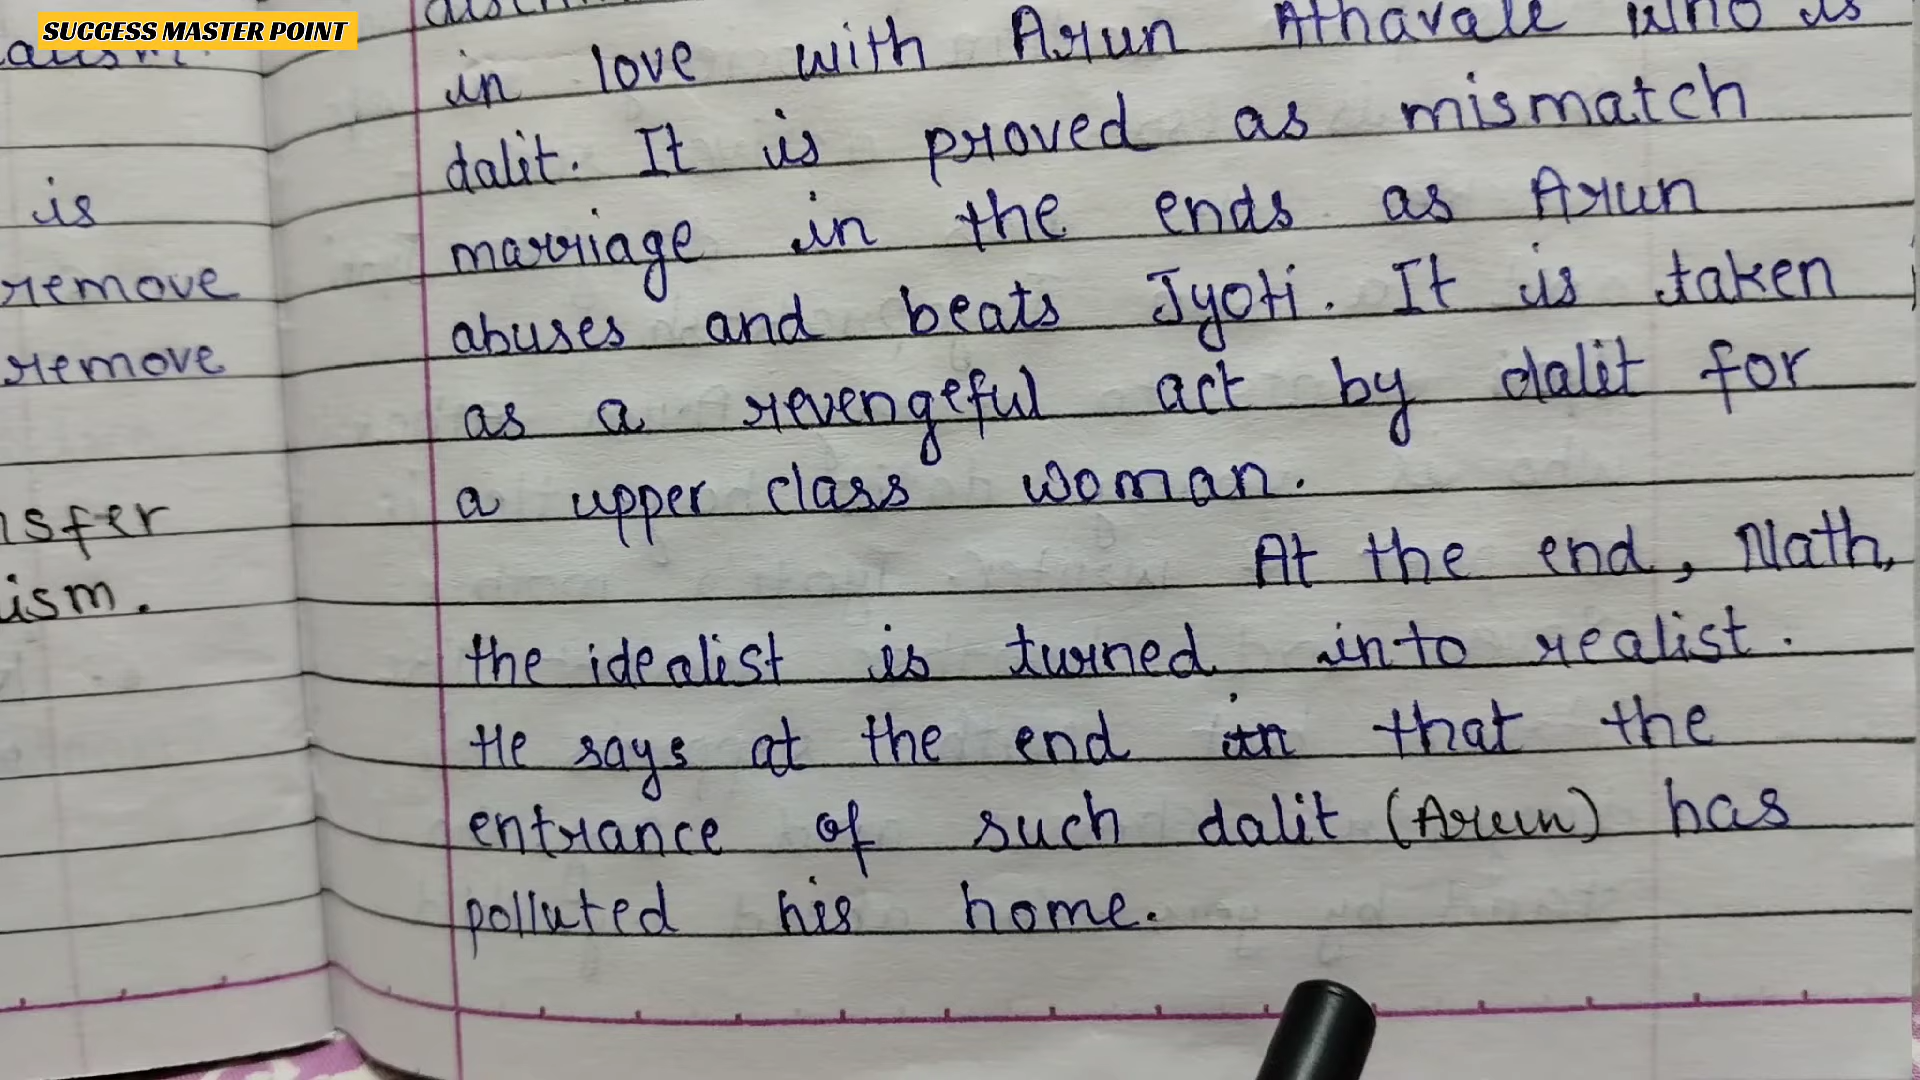 SUCCESS MASTER POINT
in love with Arun Athavale who is
dalit. It is proved as mismatch
marriage in the ends as Arun
abuses and beats Jyoti. It is taken
as a revengeful act by dalit for
a upper class woman.
At the end, Nath,
the idealist is turned into realist.
He says at the end in that the
entrance of such dalit (Arun) has
polluted his home.
is
remove
remove
nsfer
ism.